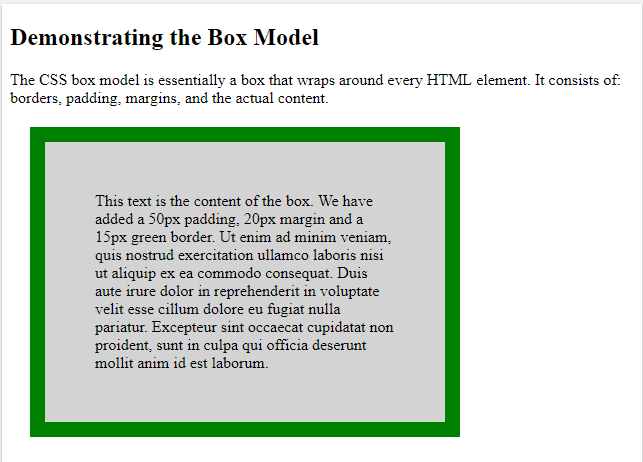 Demonstrating the Box Model
The CSS box model is essentially a box that wraps around every HTML element. It consists of:
borders, padding, margins, and the actual content.
This text is the content of the box. We have
added a 50px padding, 20px margin and a
15px green border. Ut enim ad minim veniam,
quis nostrud exercitation ullamco laboris nisi
ut aliquip ex ea commodo consequat. Duis
aute irure dolor in reprehenderit in voluptate
velit esse cillum dolore eu fugiat nulla
pariatur. Excepteur sint occaecat cupidatat non
proident, sunt in culpa qui officia deserunt
mollit anim id est laborum.